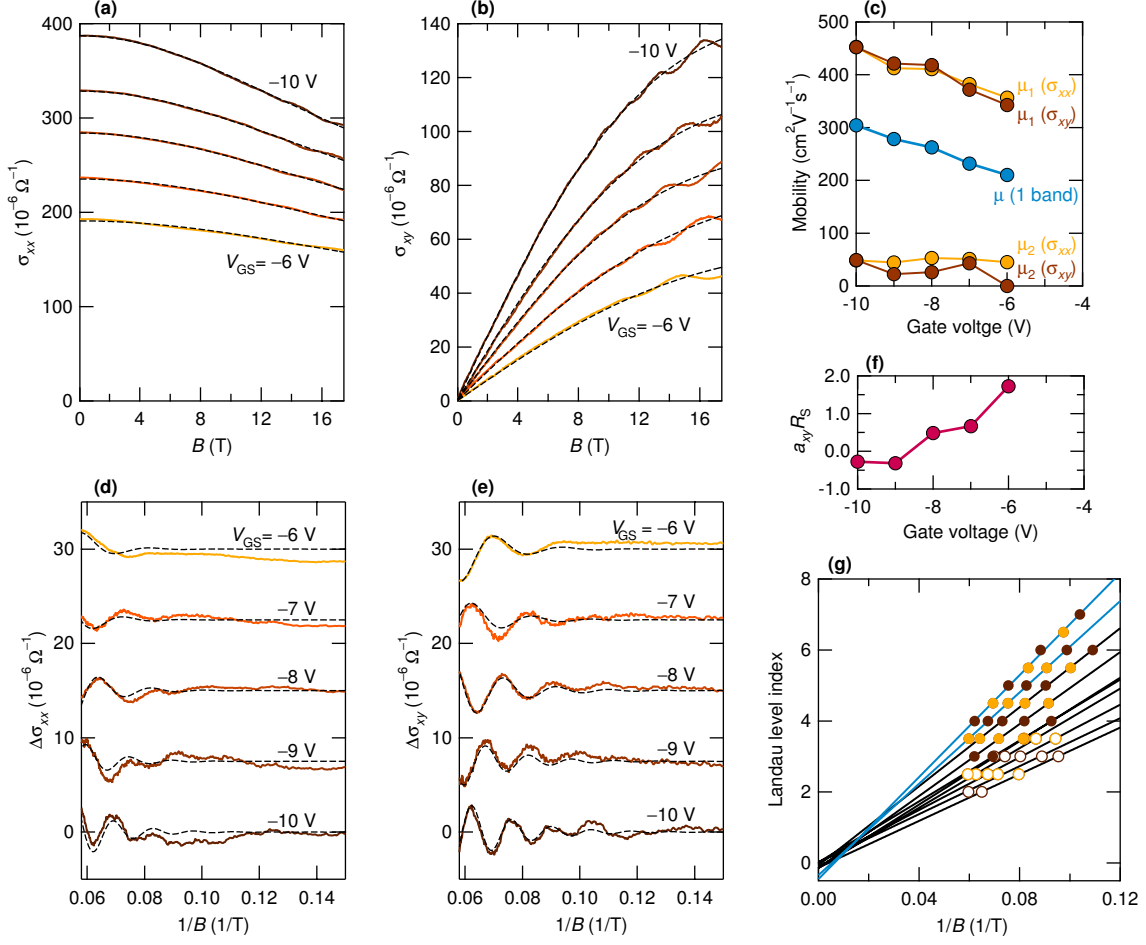 (a)
400
300
200
100
0
σxx (10⁻⁶ Ω⁻¹)
–10 V
VGS= –6 V
0 4 8 12 16
B (T)
(b)
140
120
100
80
60
40
20
0
σxy (10⁻⁶ Ω⁻¹)
–10 V
VGS= –6 V
0 4 8 12 16
B (T)
(c)
500
400
300
200
100
0
Mobility (cm²V⁻¹s⁻¹)
μ1 (σxx)
μ1 (σxy)
μ (1 band)
μ2 (σxx)
μ2 (σxy)
-10 -8 -6 -4
Gate voltge (V)
(f)
2.0
1.0
0.0
-1.0
axyRS
-10 -8 -6 -4
Gate voltage (V)
(d)
30
20
10
0
Δσxx (10⁻⁶ Ω⁻¹)
VGS= –6 V
–7 V
–8 V
–9 V
–10 V
0.06 0.08 0.10 0.12 0.14
1/B (1/T)
(e)
30
20
10
0
Δσxy (10⁻⁶ Ω⁻¹)
VGS= –6 V
–7 V
–8 V
–9 V
–10 V
0.06 0.08 0.10 0.12 0.14
1/B (1/T)
(g)
8
6
4
2
0
Landau level index
0.00 0.04 0.08 0.12
1/B (1/T)